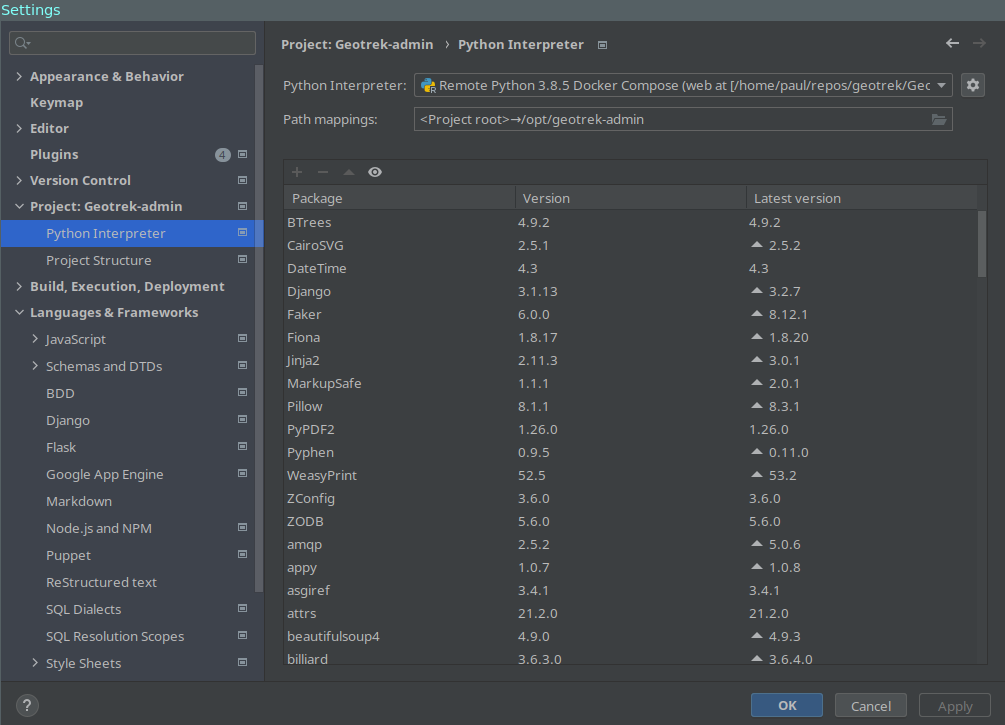 Settings
Project: Geotrek-admin › Python Interpreter
Appearance & Behavior
Keymap
Editor
Plugins 4
Version Control
Project: Geotrek-admin
Python Interpreter
Project Structure
Build, Execution, Deployment
Languages & Frameworks
JavaScript
Schemas and DTDs
BDD
Django
Flask
Google App Engine
Markdown
Node.js and NPM
Puppet
ReStructured text
SQL Dialects
SQL Resolution Scopes
Style Sheets
Python Interpreter: Remote Python 3.8.5 Docker Compose (web at [/home/paul/repos/geotrek/Gec
Path mappings: <Project root>→/opt/geotrek-admin
Package Version Latest version
BTrees 4.9.2 4.9.2
CairoSVG 2.5.1 2.5.2
DateTime 4.3 4.3
Django 3.1.13 3.2.7
Faker 6.0.0 8.12.1
Fiona 1.8.17 1.8.20
Jinja2 2.11.3 3.0.1
MarkupSafe 1.1.1 2.0.1
Pillow 8.1.1 8.3.1
PyPDF2 1.26.0 1.26.0
Pyphen 0.9.5 0.11.0
WeasyPrint 52.5 53.2
ZConfig 3.6.0 3.6.0
ZODB 5.6.0 5.6.0
amqp 2.5.2 5.0.6
appy 1.0.7 1.0.8
asgiref 3.4.1 3.4.1
attrs 21.2.0 21.2.0
beautifulsoup4 4.9.0 4.9.3
billiard 3.6.3.0 3.6.4.0
? OK Cancel Apply